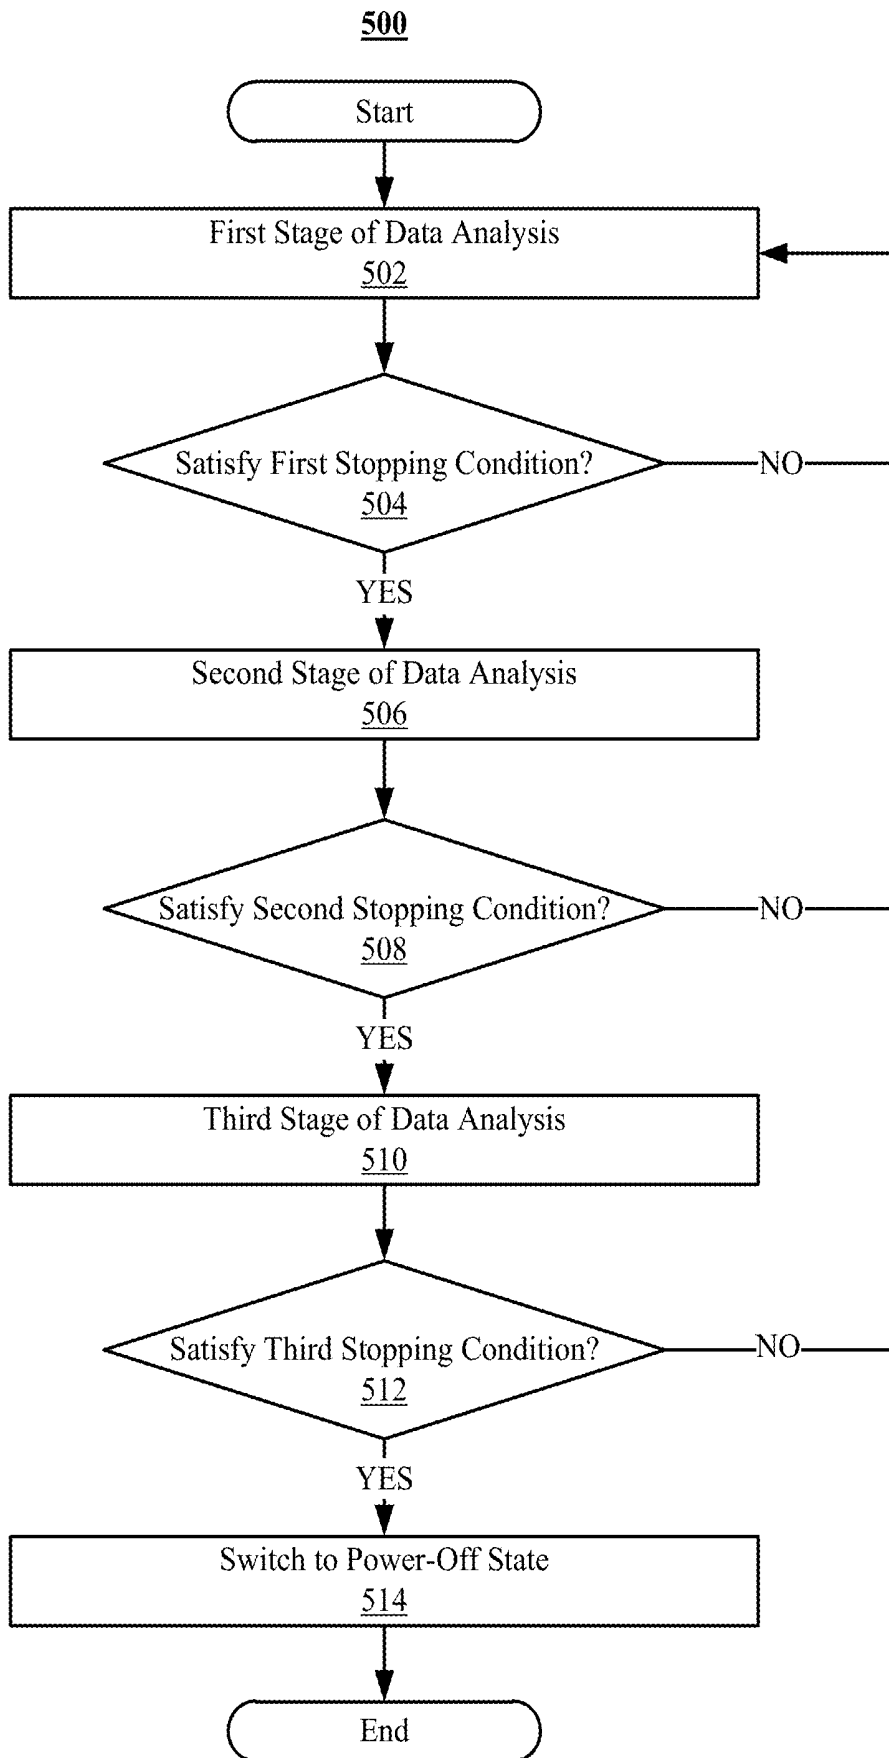 500
Start
First Stage of Data Analysis
502
Satisfy First Stopping Condition?
NO
504
YES
Second Stage of Data Analysis
506
Satisfy Second Stopping Condition?
NO
508
YES
Third Stage of Data Analysis
510
Satisfy Third Stopping Condition?
NO
512
YES
Switch to Power-Off State
514
End